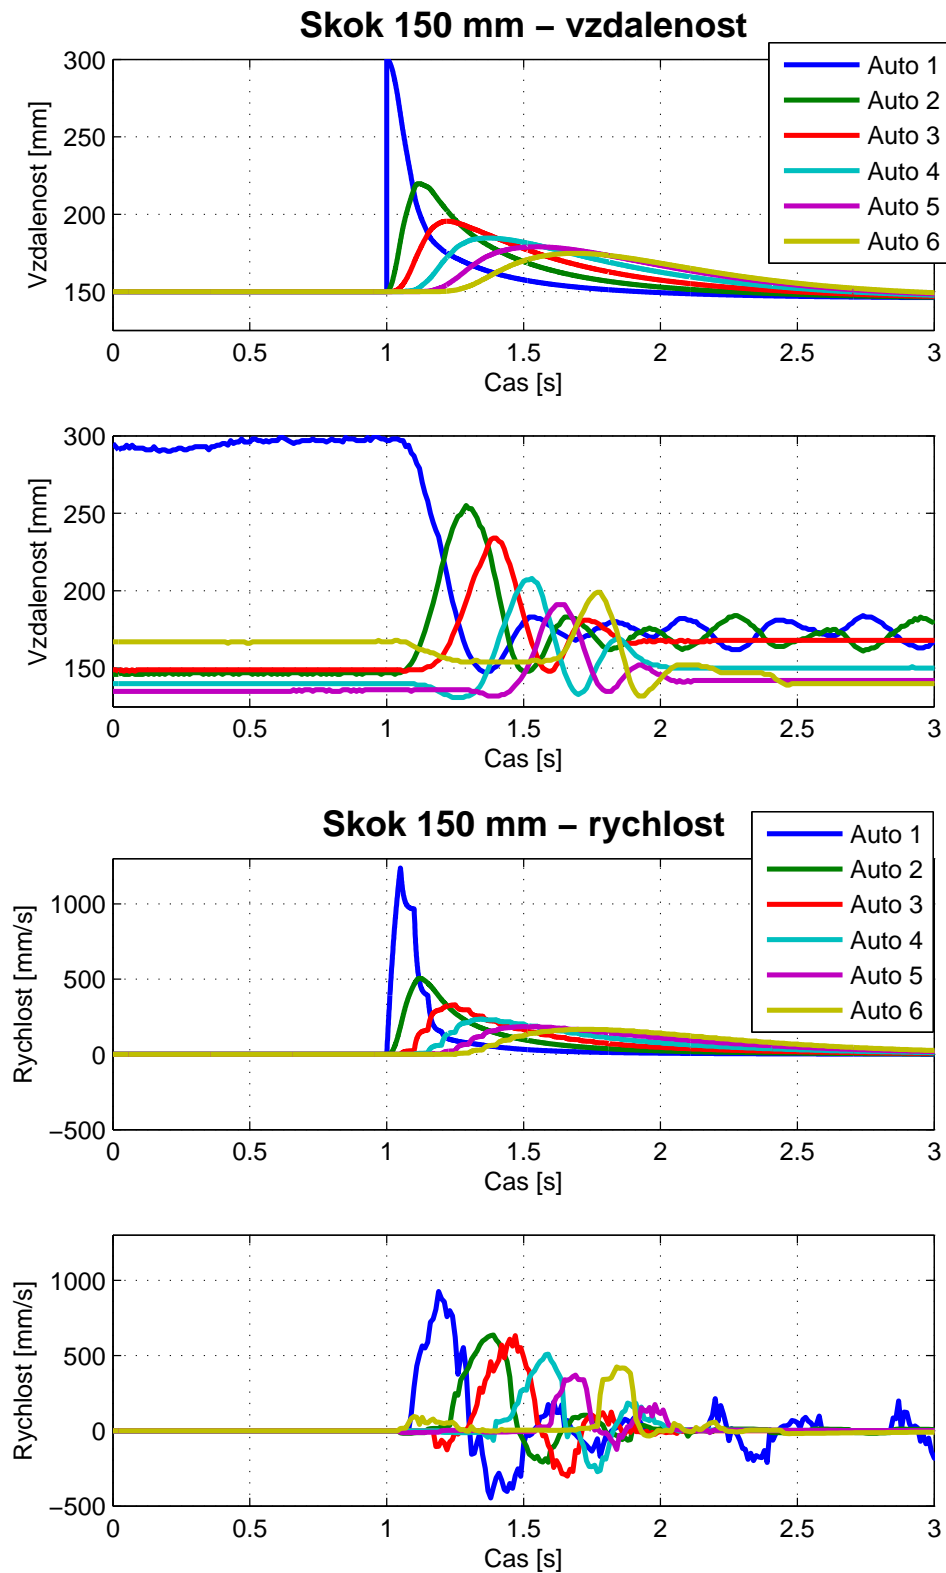 Skok 150 mm − vzdalenost
Auto 1
Auto 2
Auto 3
Auto 4
Auto 5
Auto 6
300
250
200
150
Vzdalenost [mm]
0 0.5 1 1.5 2 2.5 3
Cas [s]
300
250
200
150
Vzdalenost [mm]
0 0.5 1 1.5 2 2.5 3
Cas [s]
Skok 150 mm − rychlost
Auto 1
Auto 2
Auto 3
Auto 4
Auto 5
Auto 6
1000
500
0
−500
Rychlost [mm/s]
0 0.5 1 1.5 2 2.5 3
Cas [s]
1000
500
0
−500
Rychlost [mm/s]
0 0.5 1 1.5 2 2.5 3
Cas [s]